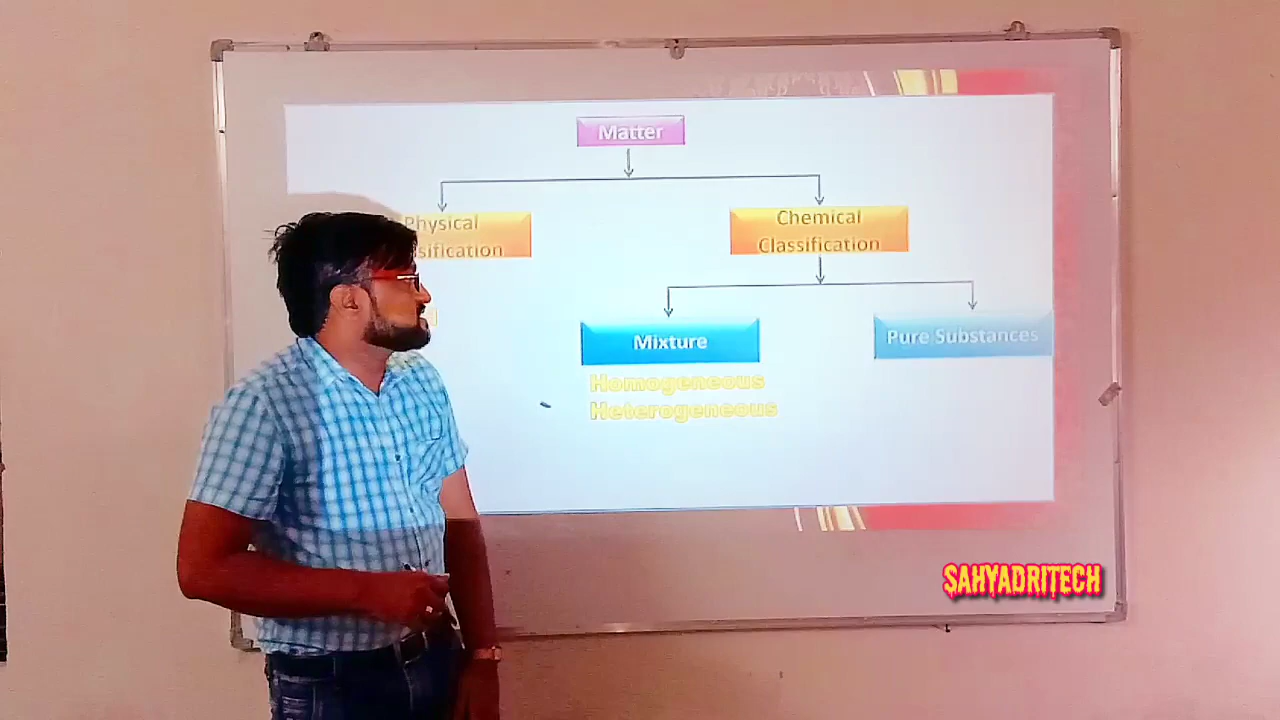 Matter
Physical
sification
Chemical
Classification
Mixture
Pure Substances
Homogeneous
Heterogeneous
SAHYADRITECH